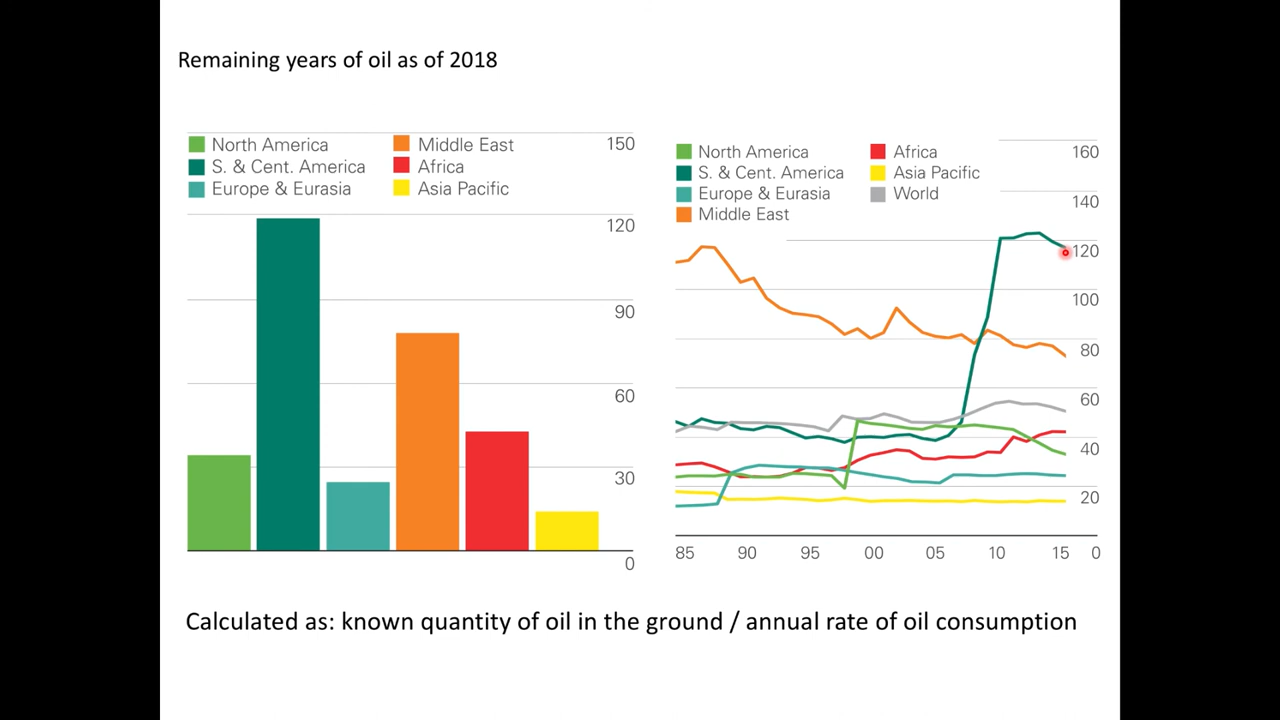 Remaining years of oil as of 2018
North America
S. & Cent. America
Europe & Eurasia
Middle East
Africa
Asia Pacific
150
120
90
60
30
0
North America
S. & Cent. America
Europe & Eurasia
Middle East
Africa
Asia Pacific
World
160
140
120
100
80
60
40
20
85 90 95 00 05 10 15 0
Calculated as: known quantity of oil in the ground / annual rate of oil consumption